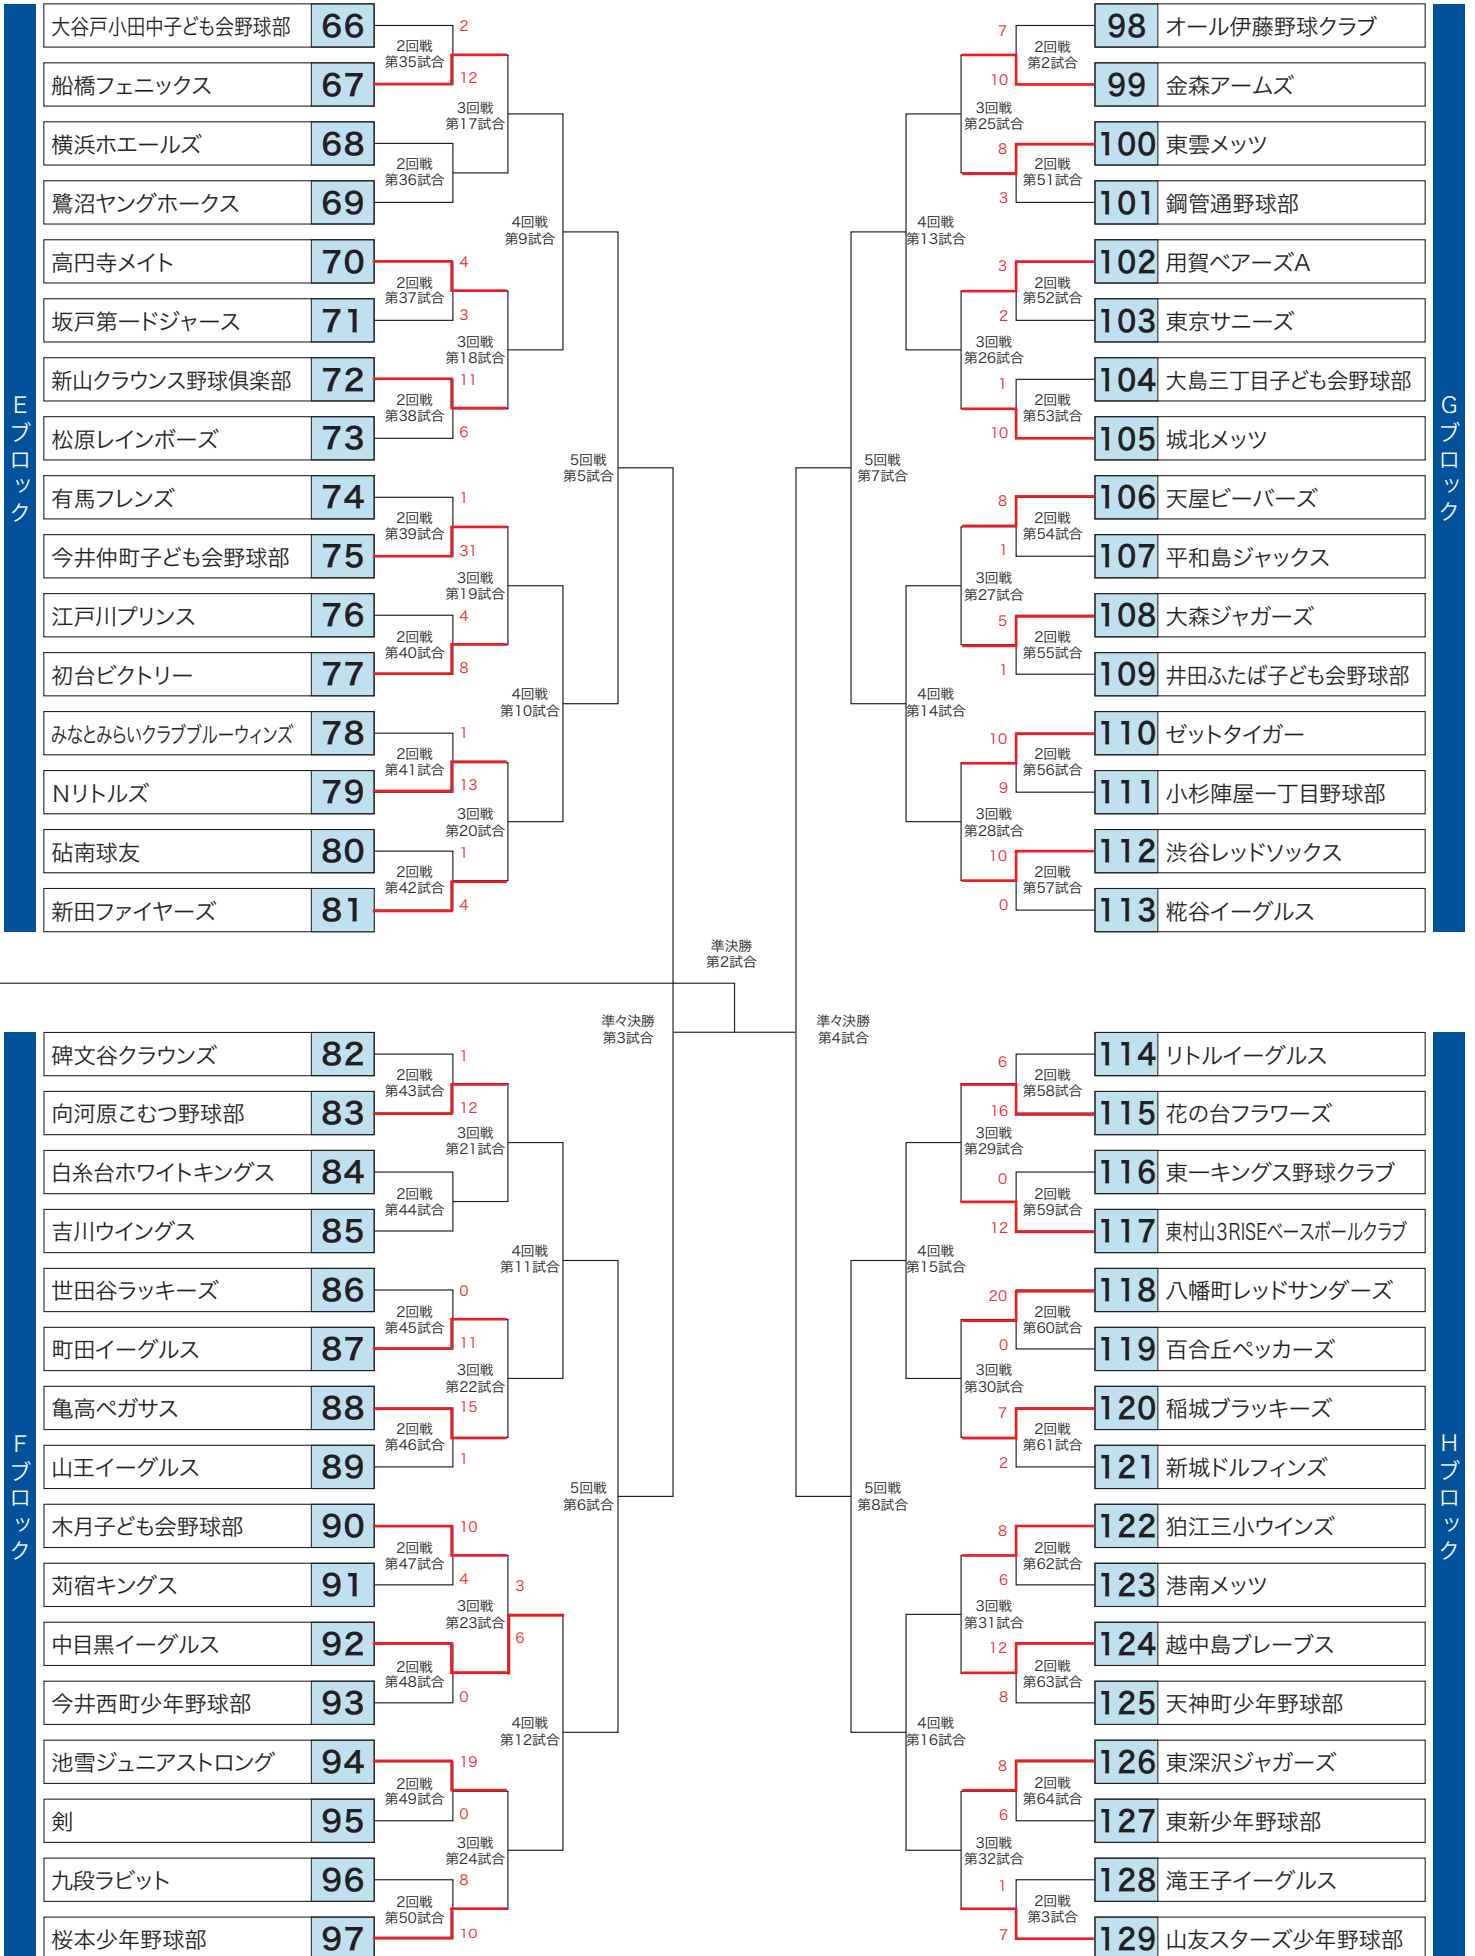 Eブロック
大谷戸小田中子ども会野球部 66
2
2回戦
第35試合
船橋フェニックス 67
12
3回戦
第17試合
横浜ホエールズ 68
2回戦
第36試合
鷺沼ヤングホークス 69
4回戦
第9試合
高円寺メイト 70
4
2回戦
第37試合
坂戸第一ドジャース 71
3
3回戦
第18試合
新山クラウンス野球倶楽部 72
11
2回戦
第38試合
松原レインボーズ 73
6
5回戦
第5試合
有馬フレンズ 74
1
2回戦
第39試合
今井仲町子ども会野球部 75
31
3回戦
第19試合
江戸川プリンス 76
4
2回戦
第40試合
初台ビクトリー 77
8
4回戦
第10試合
みなとみらいクラブブルーウィンズ 78
1
2回戦
第41試合
Nリトルズ 79
13
3回戦
第20試合
砧南球友 80
1
2回戦
第42試合
新田ファイヤーズ 81
4
Gブロック
7
98 オール伊藤野球クラブ
2回戦
第2試合
10
99 金森アームズ
3回戦
第25試合
8
100 東雲メッツ
2回戦
第51試合
3
101 鋼管通野球部
4回戦
第13試合
3
102 用賀ベアーズA
2回戦
第52試合
2
103 東京サニーズ
3回戦
第26試合
1
104 大島三丁目子ども会野球部
2回戦
第53試合
10
105 城北メッツ
5回戦
第7試合
8
106 天屋ビーバーズ
2回戦
第54試合
1
107 平和島ジャックス
3回戦
第27試合
5
108 大森ジャガーズ
2回戦
第55試合
1
109 井田ふたば子ども会野球部
4回戦
第14試合
10
110 ゼットタイガー
2回戦
第56試合
9
111 小杉陣屋一丁目野球部
3回戦
第28試合
10
112 渋谷レッドソックス
2回戦
第57試合
0
113 糀谷イーグルス
準決勝
第2試合
準々決勝
第3試合
準々決勝
第4試合
Fブロック
碑文谷クラウンズ 82
1
2回戦
第43試合
向河原こむつ野球部 83
12
3回戦
第21試合
白糸台ホワイトキングス 84
2回戦
第44試合
吉川ウイングス 85
4回戦
第11試合
世田谷ラッキーズ 86
0
2回戦
第45試合
町田イーグルス 87
11
3回戦
第22試合
亀高ペガサス 88
15
2回戦
第46試合
山王イーグルス 89
1
5回戦
第6試合
木月子ども会野球部 90
10
2回戦
第47試合
苅宿キングス 91
4
3
3回戦
第23試合
6
中目黒イーグルス 92
2回戦
第48試合
今井西町少年野球部 93
0
4回戦
第12試合
池雪ジュニアストロング 94
19
2回戦
第49試合
剣 95
0
3回戦
第24試合
九段ラビット 96
8
2回戦
第50試合
桜本少年野球部 97
10
Hブロック
6
114 リトルイーグルス
2回戦
第58試合
16
115 花の台フラワーズ
3回戦
第29試合
0
116 東一キングス野球クラブ
2回戦
第59試合
12
117 東村山3RISEベースボールクラブ
4回戦
第15試合
20
118 八幡町レッドサンダーズ
2回戦
第60試合
0
119 百合丘ペッカーズ
3回戦
第30試合
7
120 稲城ブラッキーズ
2回戦
第61試合
2
121 新城ドルフィンズ
5回戦
第8試合
8
122 狛江三小ウインズ
2回戦
第62試合
6
123 港南メッツ
3回戦
第31試合
12
124 越中島ブレーブス
2回戦
第63試合
8
125 天神町少年野球部
4回戦
第16試合
8
126 東深沢ジャガーズ
2回戦
第64試合
6
127 東新少年野球部
3回戦
第32試合
1
128 滝王子イーグルス
2回戦
第3試合
7
129 山友スターズ少年野球部